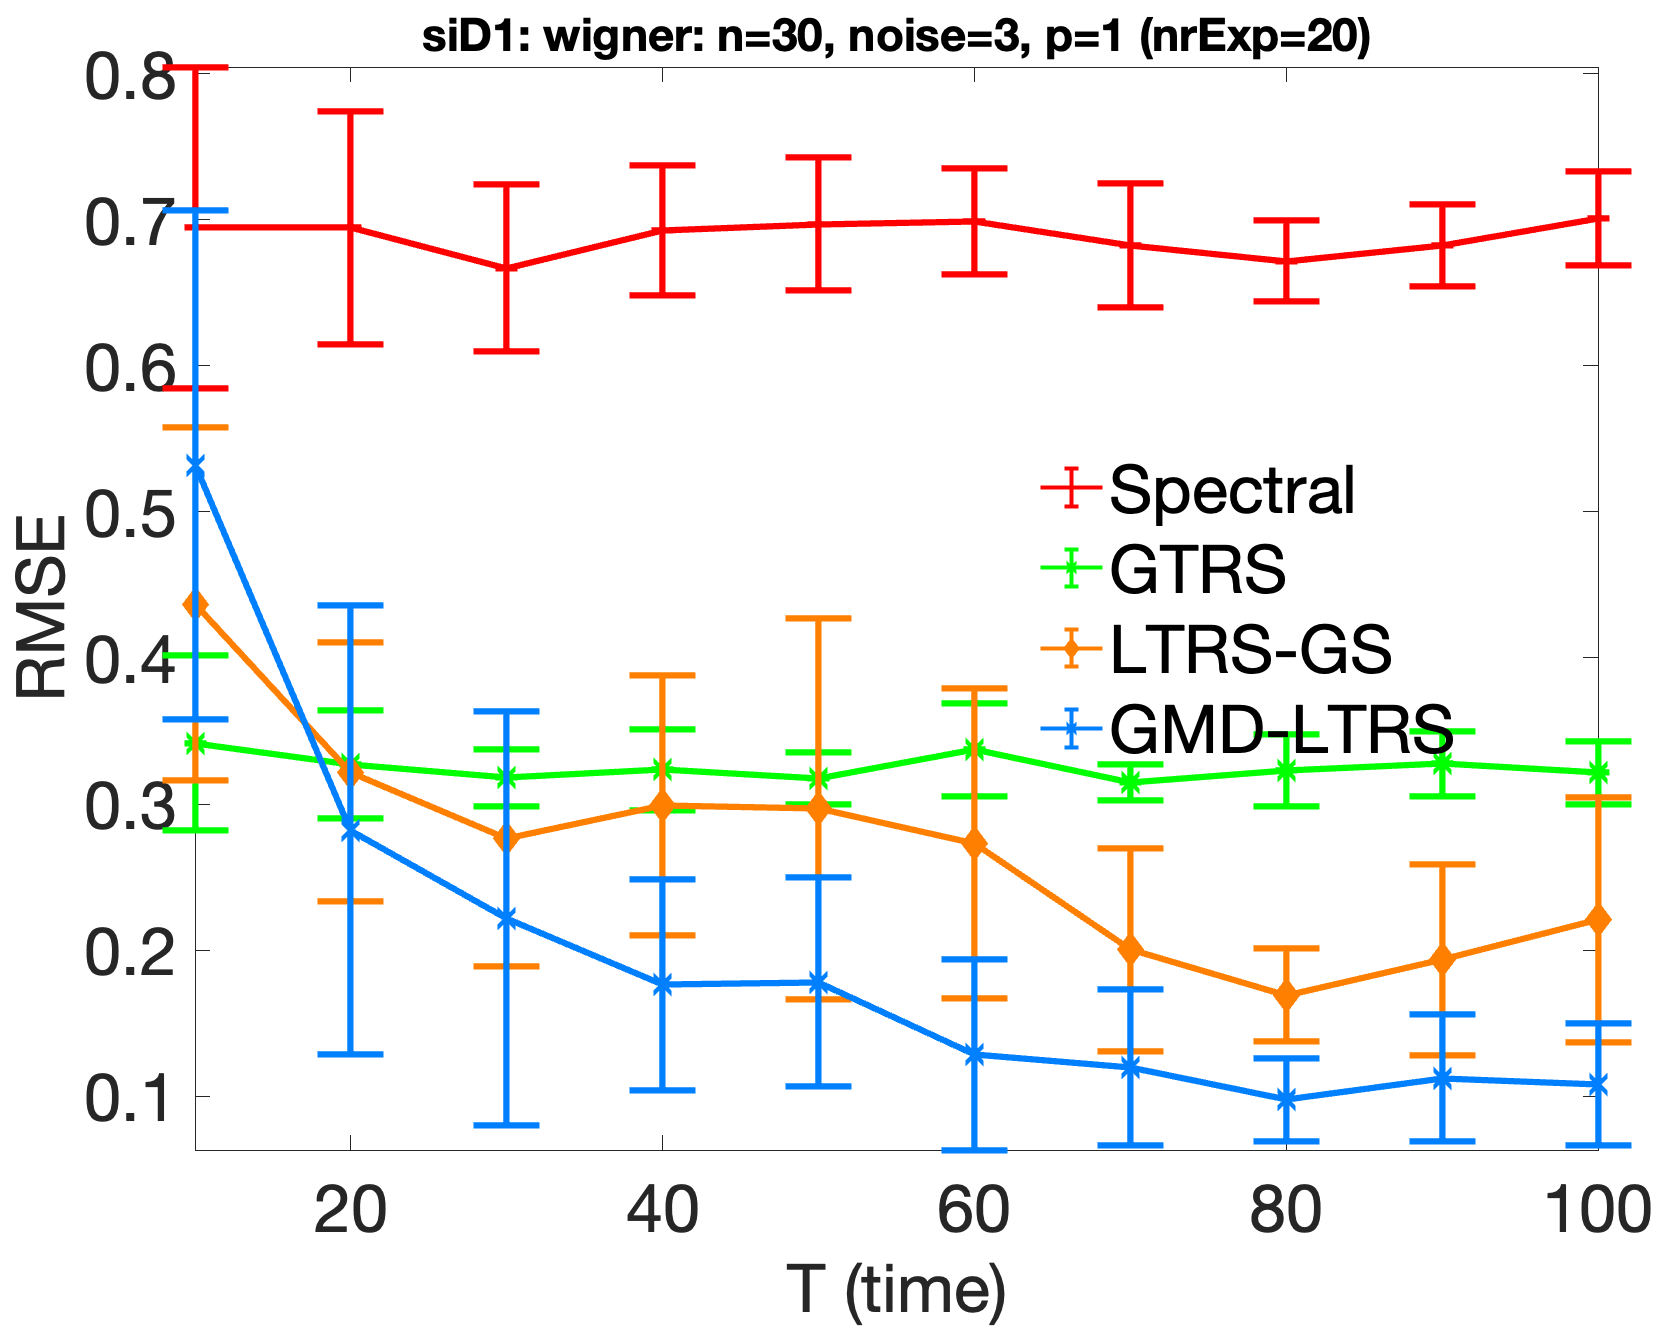 siD1: wigner: n=30, noise=3, p=1 (nrExp=20)
0.8
0.7
0.6
0.5
0.4
0.3
0.2
0.1
RMSE
Spectral
GTRS
LTRS-GS
GMD-LTRS
20 40 60 80 100
T (time)